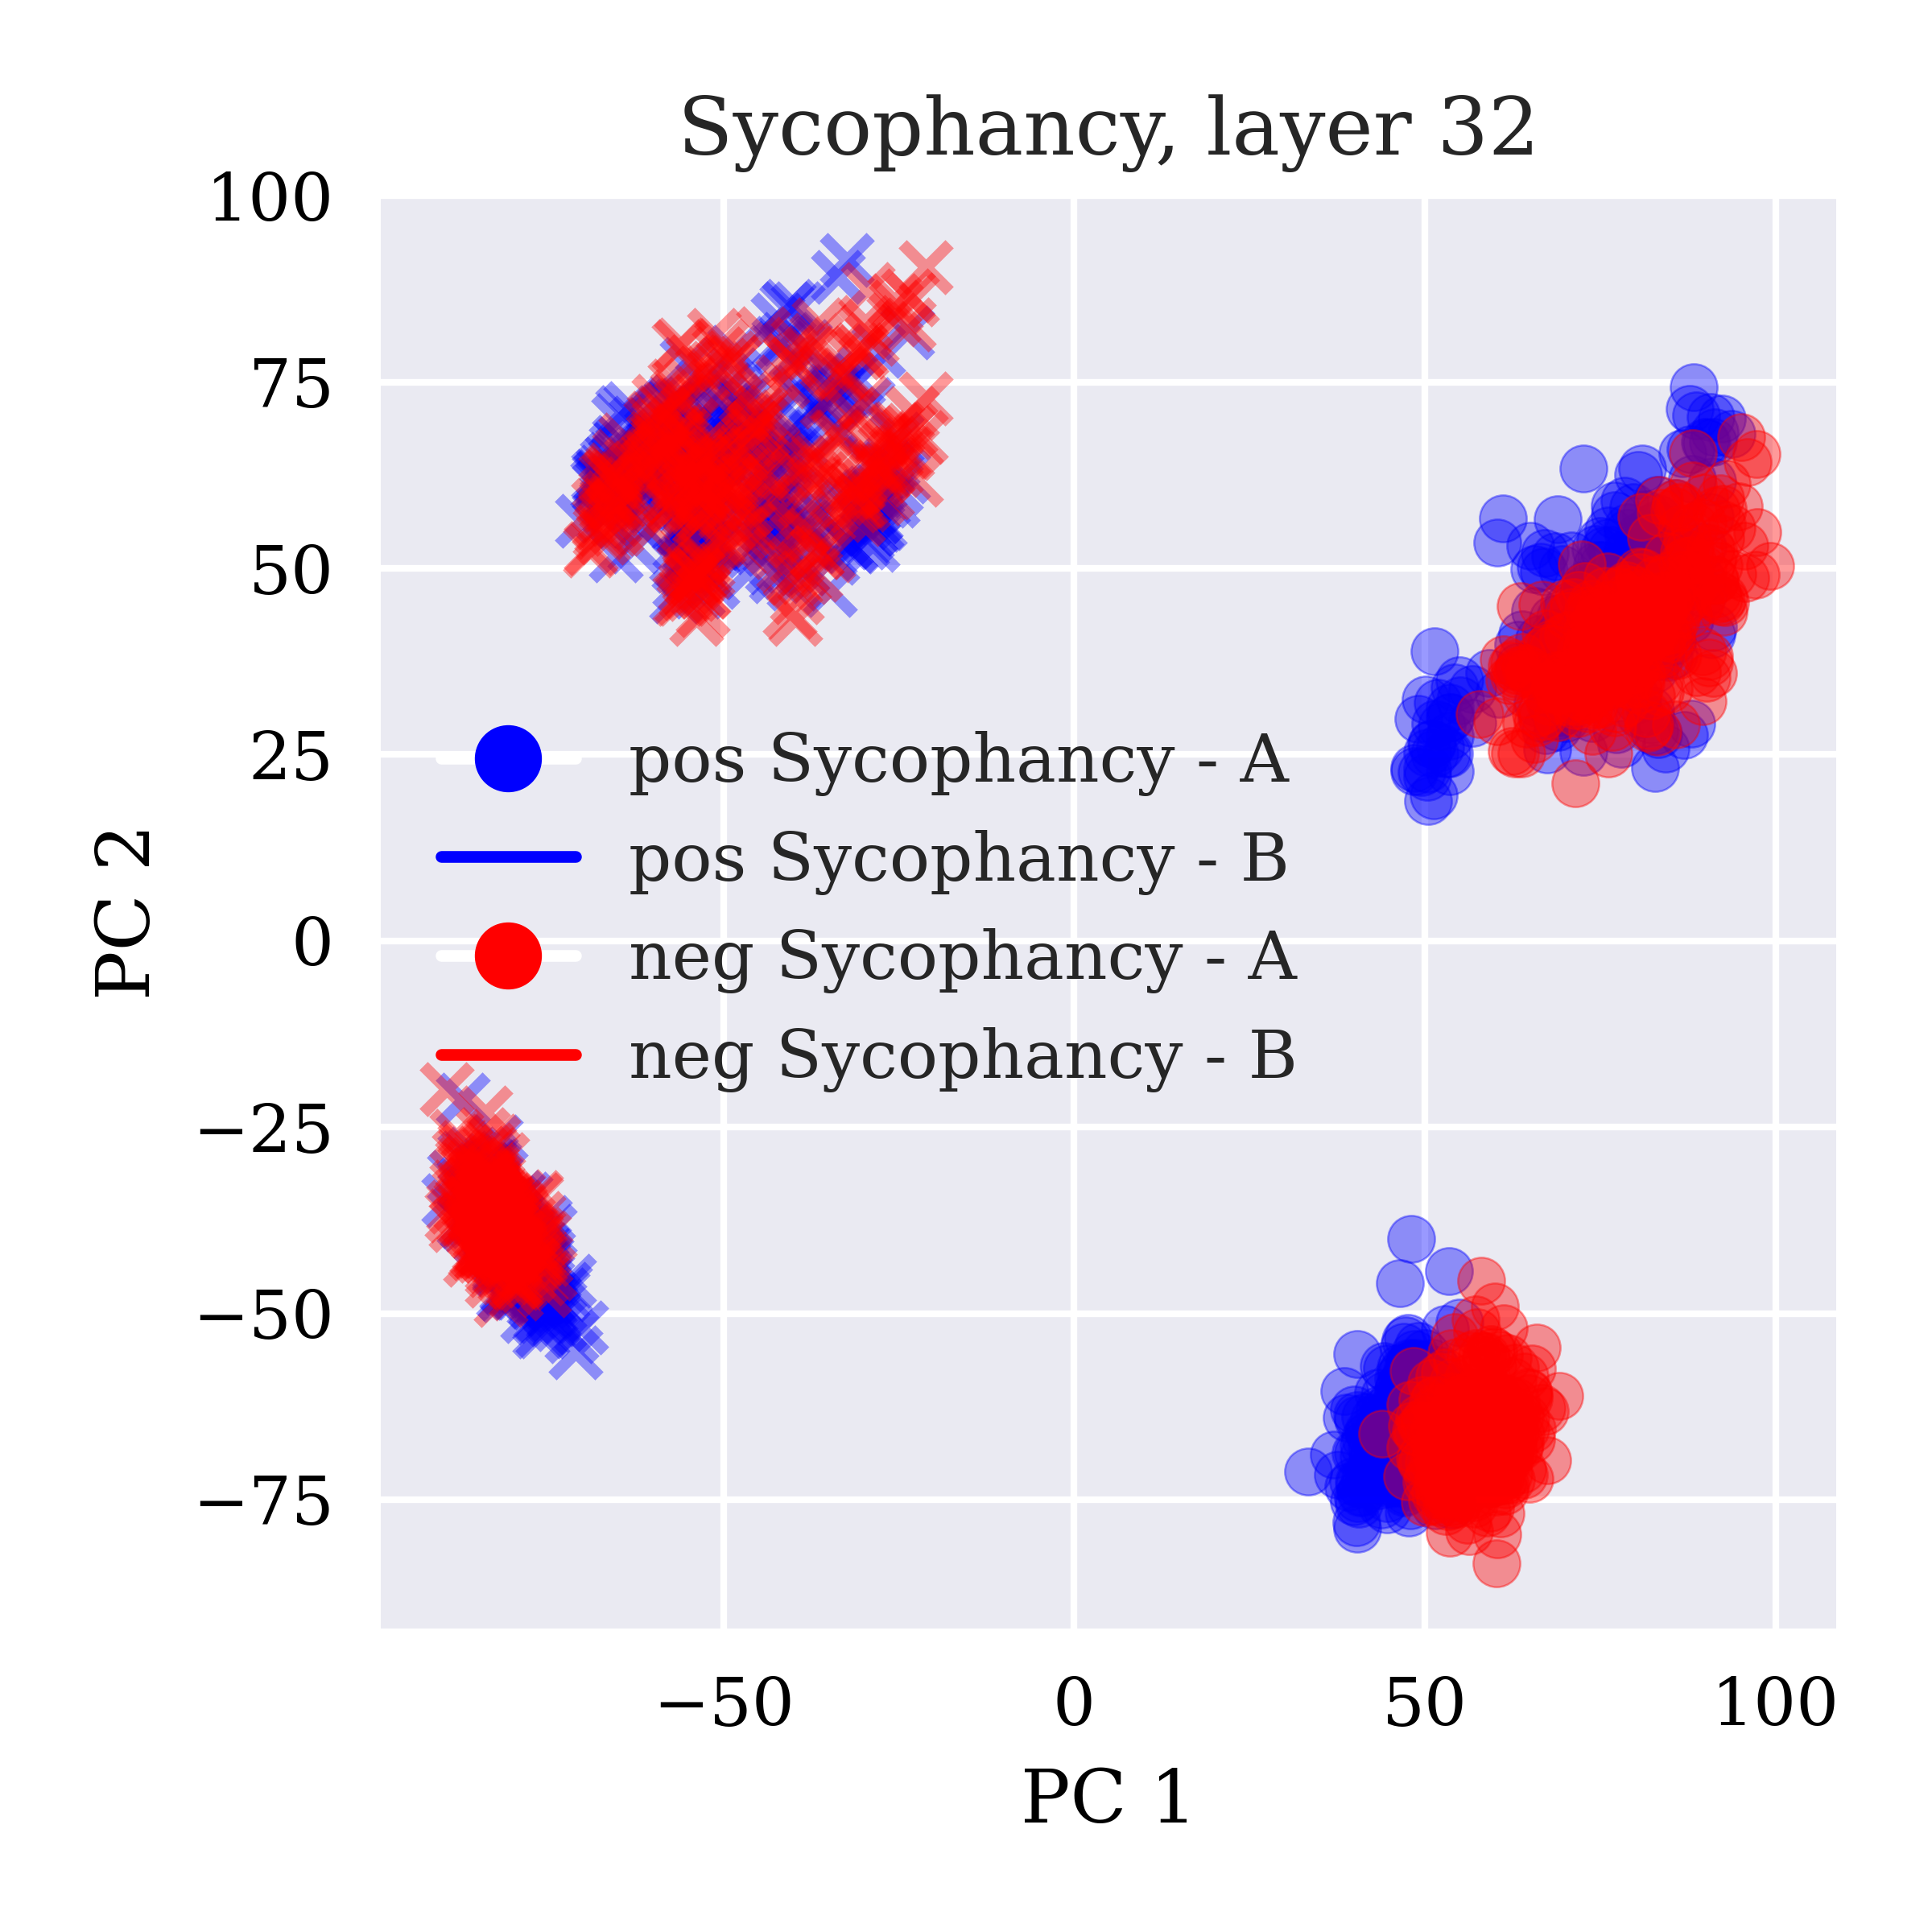 Sycophancy, layer 32
100
75
50
25
0
−25
−50
−75
PC 2
pos Sycophancy - A
pos Sycophancy - B
neg Sycophancy - A
neg Sycophancy - B
−50 0 50 100
PC 1